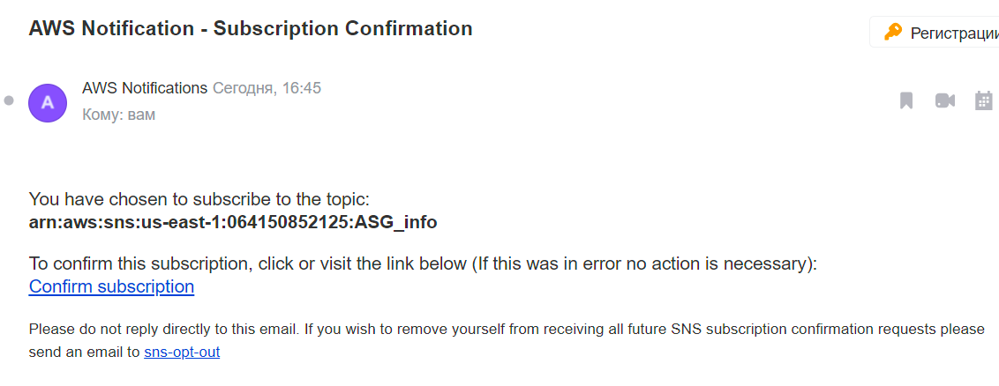 AWS Notification - Subscription Confirmation
Регистрации
A
AWS Notifications Сегодня, 16:45
Кому: вам
You have chosen to subscribe to the topic:
arn:aws:sns:us-east-1:064150852125:ASG_info
To confirm this subscription, click or visit the link below (If this was in error no action is necessary):
Confirm subscription
Please do not reply directly to this email. If you wish to remove yourself from receiving all future SNS subscription confirmation requests please
send an email to sns-opt-out